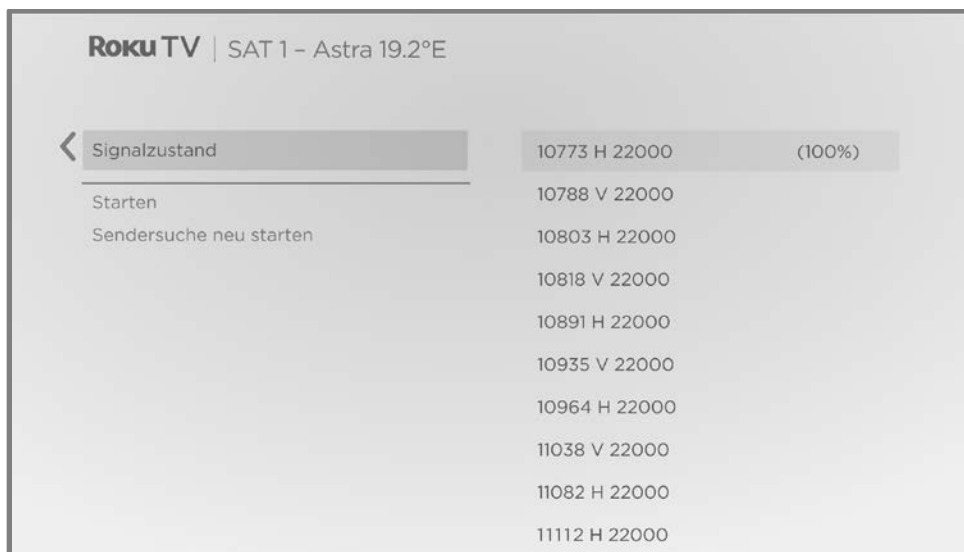 Roku TV | SAT 1 – Astra 19.2°E
Signalzustand
Starten
Sendersuche neu starten
10773 H 22000 (100%)
10788 V 22000
10803 H 22000
10818 V 22000
10891 H 22000
10935 V 22000
10964 H 22000
11038 V 22000
11082 H 22000
11112 H 22000